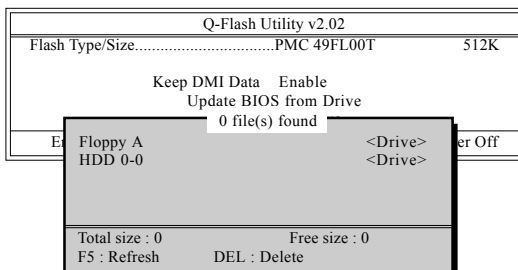 Q-Flash Utility v2.02
Flash Type/Size.................................PMC 49FL00T 512K
Keep DMI Data Enable
Update BIOS from Drive
0 file(s) found
Floppy A <Drive>
HDD 0-0 <Drive>
Off
Total size : 0 Free size : 0
F5 : Refresh DEL : Delete